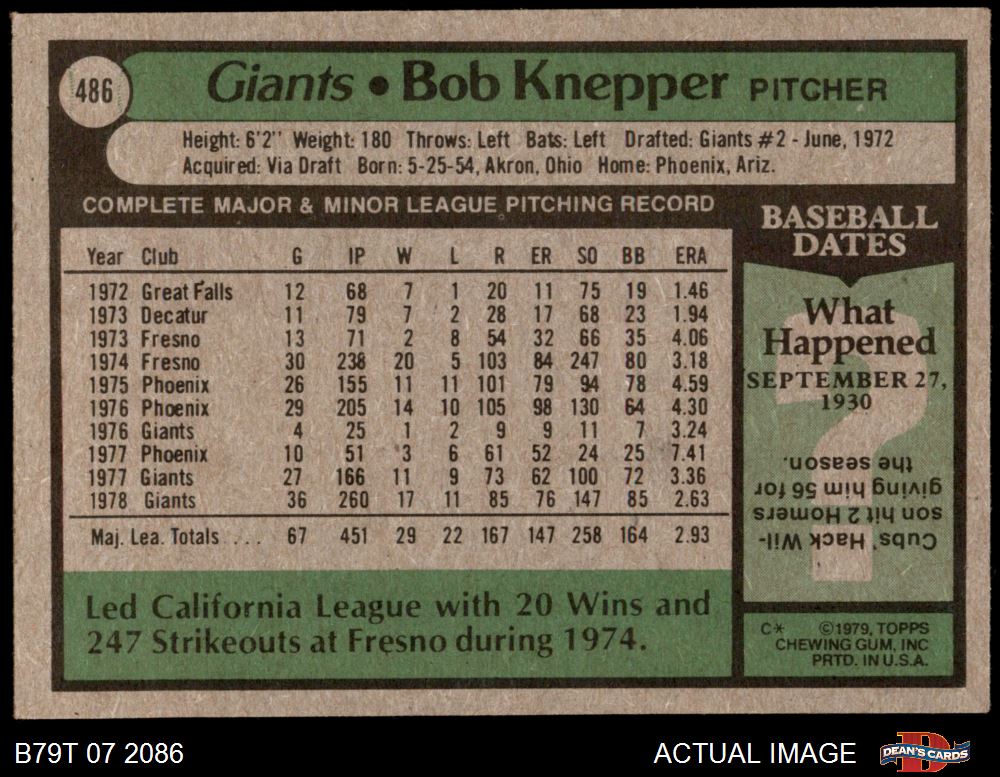 486
Giants • Bob Knepper PITCHER
Height: 6'2" Weight: 180 Throws: Left Bats: Left Drafted: Giants #2 - June, 1972
Acquired: Via Draft Born: 5-25-54, Akron, Ohio Home: Phoenix, Ariz.
COMPLETE MAJOR & MINOR LEAGUE PITCHING RECORD
Year Club G IP W L R ER SO BB ERA
1972 Great Falls 12 68 7 1 20 11 75 19 1.46
1973 Decatur 11 79 7 2 28 17 68 23 1.94
1973 Fresno 13 71 2 8 54 32 66 35 4.06
1974 Fresno 30 238 20 5 103 84 247 80 3.18
1975 Phoenix 26 155 11 11 101 79 94 78 4.59
1976 Phoenix 29 205 14 10 105 98 130 64 4.30
1976 Giants 4 25 1 2 9 9 11 7 3.24
1977 Phoenix 10 51 3 6 61 52 24 25 7.41
1977 Giants 27 166 11 9 73 62 100 72 3.36
1978 Giants 36 260 17 11 85 76 147 85 2.63
Maj. Lea. Totals .... 67 451 29 22 167 147 258 164 2.93
Led California League with 20 Wins and
247 Strikeouts at Fresno during 1974.
BASEBALL
DATES
What
Happened
SEPTEMBER 27,
1930
?
Cubs' Hack Wil-
son hit 2 Homers
giving him 56 for
the season.
C* ©1979, TOPPS
CHEWING GUM, INC
PRTD. IN U.S.A.
B79T 07 2086
ACTUAL IMAGE
D
DEAN'S CARDS